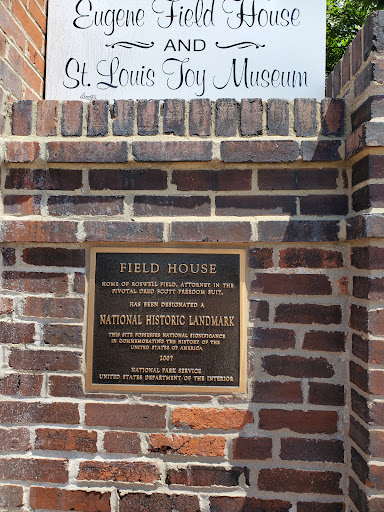 Eugene Field House
AND
St. Louis Toy Museum
FIELD HOUSE
HOME OF ROSWELL FIELD, ATTORNEY IN THE
PIVOTAL DRED SCOTT FREEDOM SUIT,
HAS BEEN DESIGNATED A
NATIONAL HISTORIC LANDMARK
THIS SITE POSSESSES NATIONAL SIGNIFICANCE
IN COMMEMORATING THE HISTORY OF THE
UNITED STATES OF AMERICA
2007
NATIONAL PARK SERVICE
UNITED STATES DEPARTMENT OF THE INTERIOR